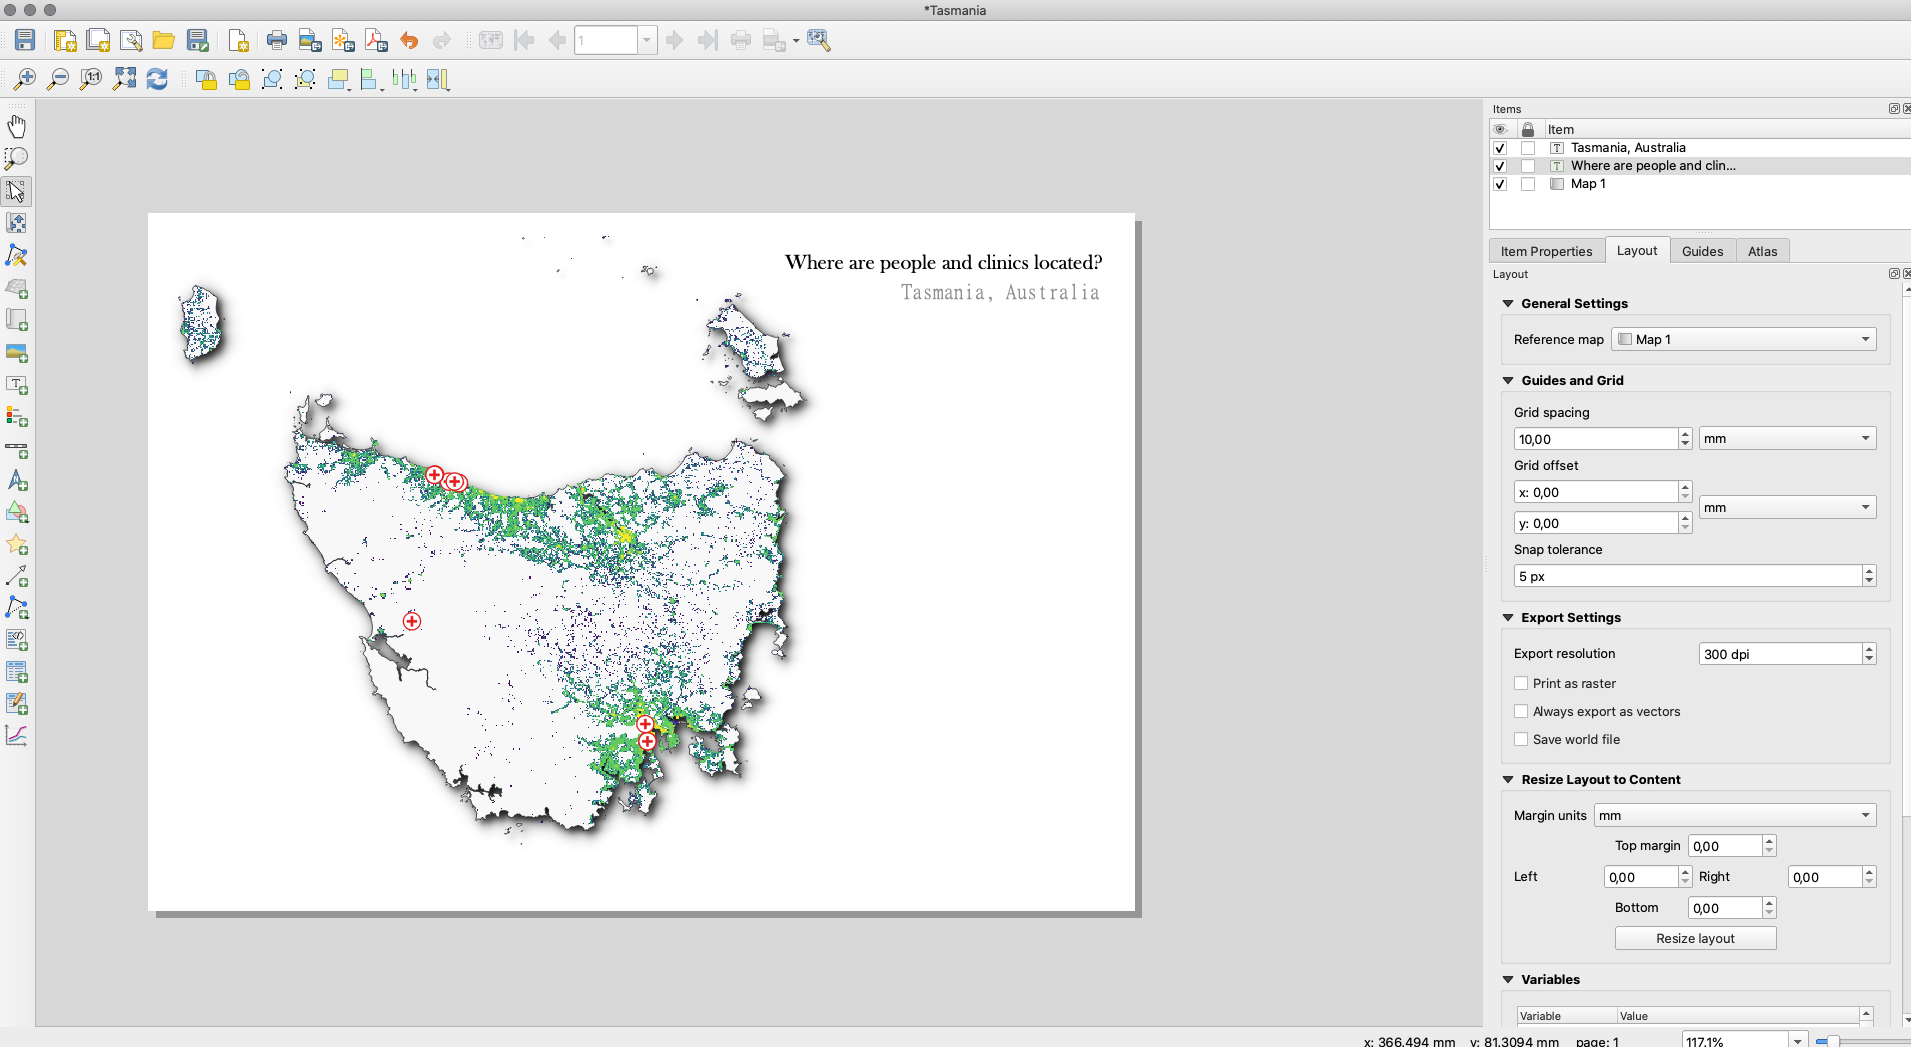 *Tasmania
1
1:1
Items
Item
Tasmania, Australia
Where are people and clin...
Map 1
Item Properties
Layout
Guides
Atlas
Layout
General Settings
Reference map
Map 1
Guides and Grid
Grid spacing
10,00
mm
Grid offset
x: 0,00
mm
y: 0,00
Snap tolerance
5 px
Export Settings
Export resolution
300 dpi
Print as raster
Always export as vectors
Save world file
Resize Layout to Content
Margin units
mm
Top margin
0,00
Left
0,00
Right
0,00
Bottom
0,00
Resize layout
Variables
Variable
Value
Where are people and clinics located?
Tasmania, Australia
x: 366.494 mm
y: 81.3094 mm
page: 1
117.1%